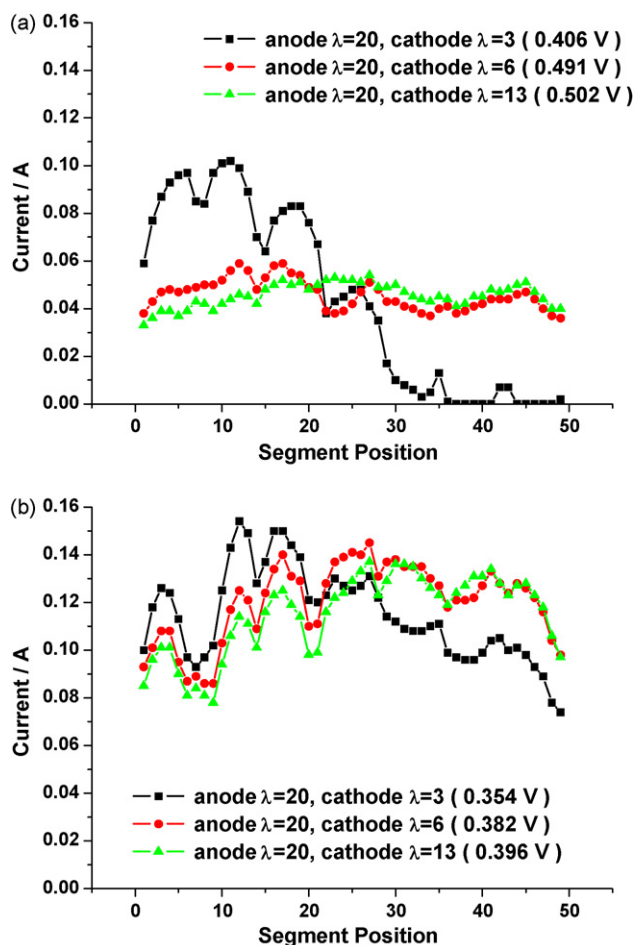 (a)
0.16
0.14
0.12
0.10
0.08
0.06
0.04
0.02
0.00
Current / A
anode λ=20, cathode λ=3 ( 0.406 V )
anode λ=20, cathode λ=6 ( 0.491 V )
anode λ=20, cathode λ=13 ( 0.502 V )
0 10 20 30 40 50
Segment Position
(b)
0.16
0.14
0.12
0.10
0.08
0.06
0.04
0.02
0.00
Current / A
anode λ=20, cathode λ=3 ( 0.354 V )
anode λ=20, cathode λ=6 ( 0.382 V )
anode λ=20, cathode λ=13 ( 0.396 V )
0 10 20 30 40 50
Segment Position